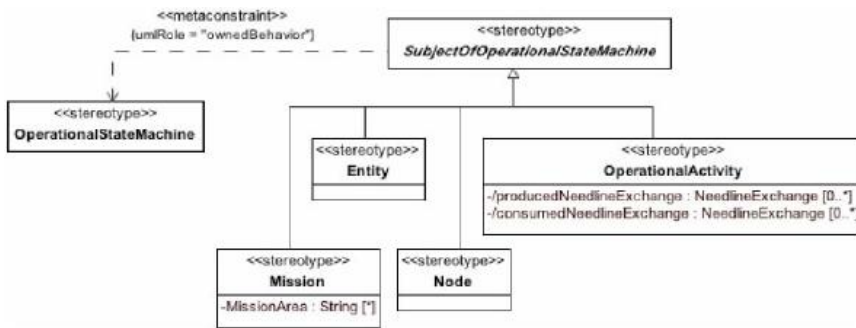 <<metaconstraint>>
{umlRole = "ownedBehavior"}
<<stereotype>>
SubjectOfOperationalStateMachine
<<stereotype>>
OperationalStateMachine
<<stereotype>>
Entity
<<stereotype>>
OperationalActivity
-/producedNeedlineExchange : NeedlineExchange [0..*]
-/consumedNeedlineExchange : NeedlineExchange [0..*]
<<stereotype>>
Mission
-MissionArea : String [*]
<<stereotype>>
Node